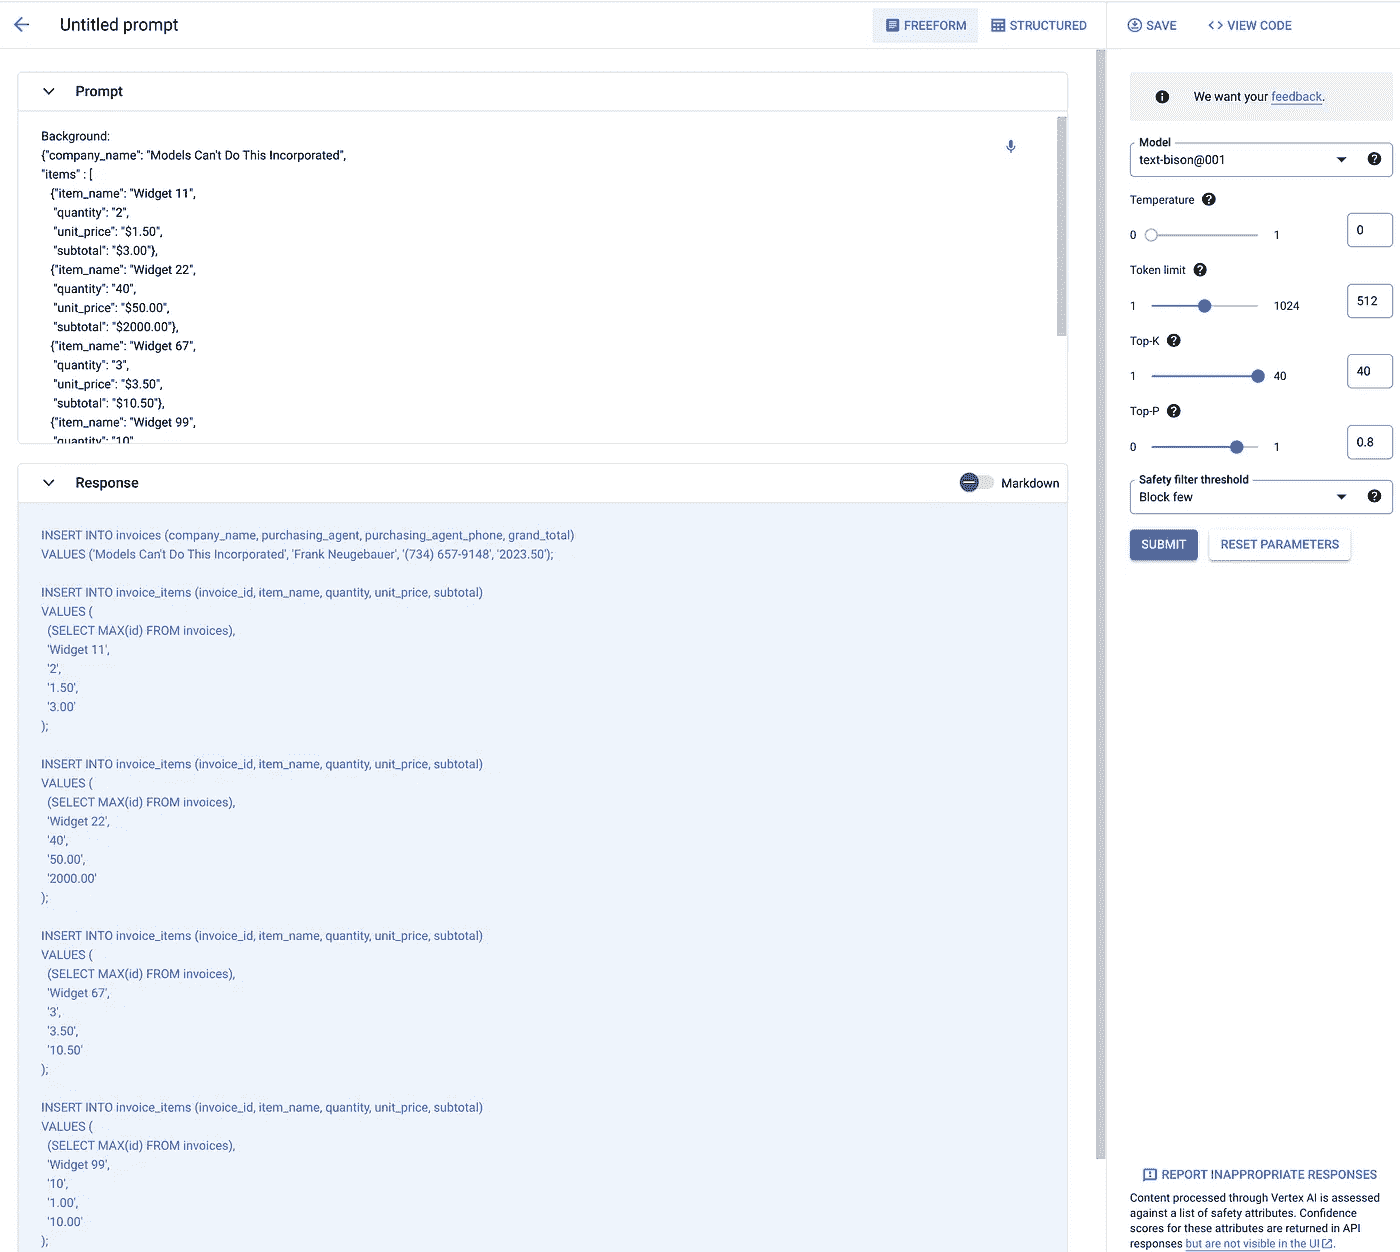 Untitled prompt
FREEFORM
STRUCTURED
SAVE
VIEW CODE
Prompt
Background:
{"company_name": "Models Can't Do This Incorporated",
"items" : [
{"item_name": "Widget 11",
"quantity": "2",
"unit_price": "$1.50",
"subtotal": "$3.00"},
{"item_name": "Widget 22",
"quantity": "40",
"unit_price": "$50.00",
"subtotal": "$2000.00"},
{"item_name": "Widget 67",
"quantity": "3",
"unit_price": "$3.50",
"subtotal": "$10.50"},
{"item_name": "Widget 99",
"quantity": "10"
Response
Markdown
INSERT INTO invoices (company_name, purchasing_agent, purchasing_agent_phone, grand_total)
VALUES ('Models Can't Do This Incorporated', 'Frank Neugebauer', '(734) 657-9148', '2023.50');
INSERT INTO invoice_items (invoice_id, item_name, quantity, unit_price, subtotal)
VALUES (
(SELECT MAX(id) FROM invoices),
'Widget 11',
'2',
'1.50',
'3.00'
);
INSERT INTO invoice_items (invoice_id, item_name, quantity, unit_price, subtotal)
VALUES (
(SELECT MAX(id) FROM invoices),
'Widget 22',
'40',
'50.00',
'2000.00'
);
INSERT INTO invoice_items (invoice_id, item_name, quantity, unit_price, subtotal)
VALUES (
(SELECT MAX(id) FROM invoices),
'Widget 67',
'3',
'3.50',
'10.50'
);
INSERT INTO invoice_items (invoice_id, item_name, quantity, unit_price, subtotal)
VALUES (
(SELECT MAX(id) FROM invoices),
'Widget 99',
'10',
'1.00',
'10.00'
);
We want your feedback.
Model
text-bison@001
Temperature
0 1 0
Token limit
1 1024 512
Top-K
1 40 40
Top-P
0 1 0.8
Safety filter threshold
Block few
SUBMIT
RESET PARAMETERS
REPORT INAPPROPRIATE RESPONSES
Content processed through Vertex AI is assessed
against a list of safety attributes. Confidence
scores for these attributes are returned in API
responses but are not visible in the UI.